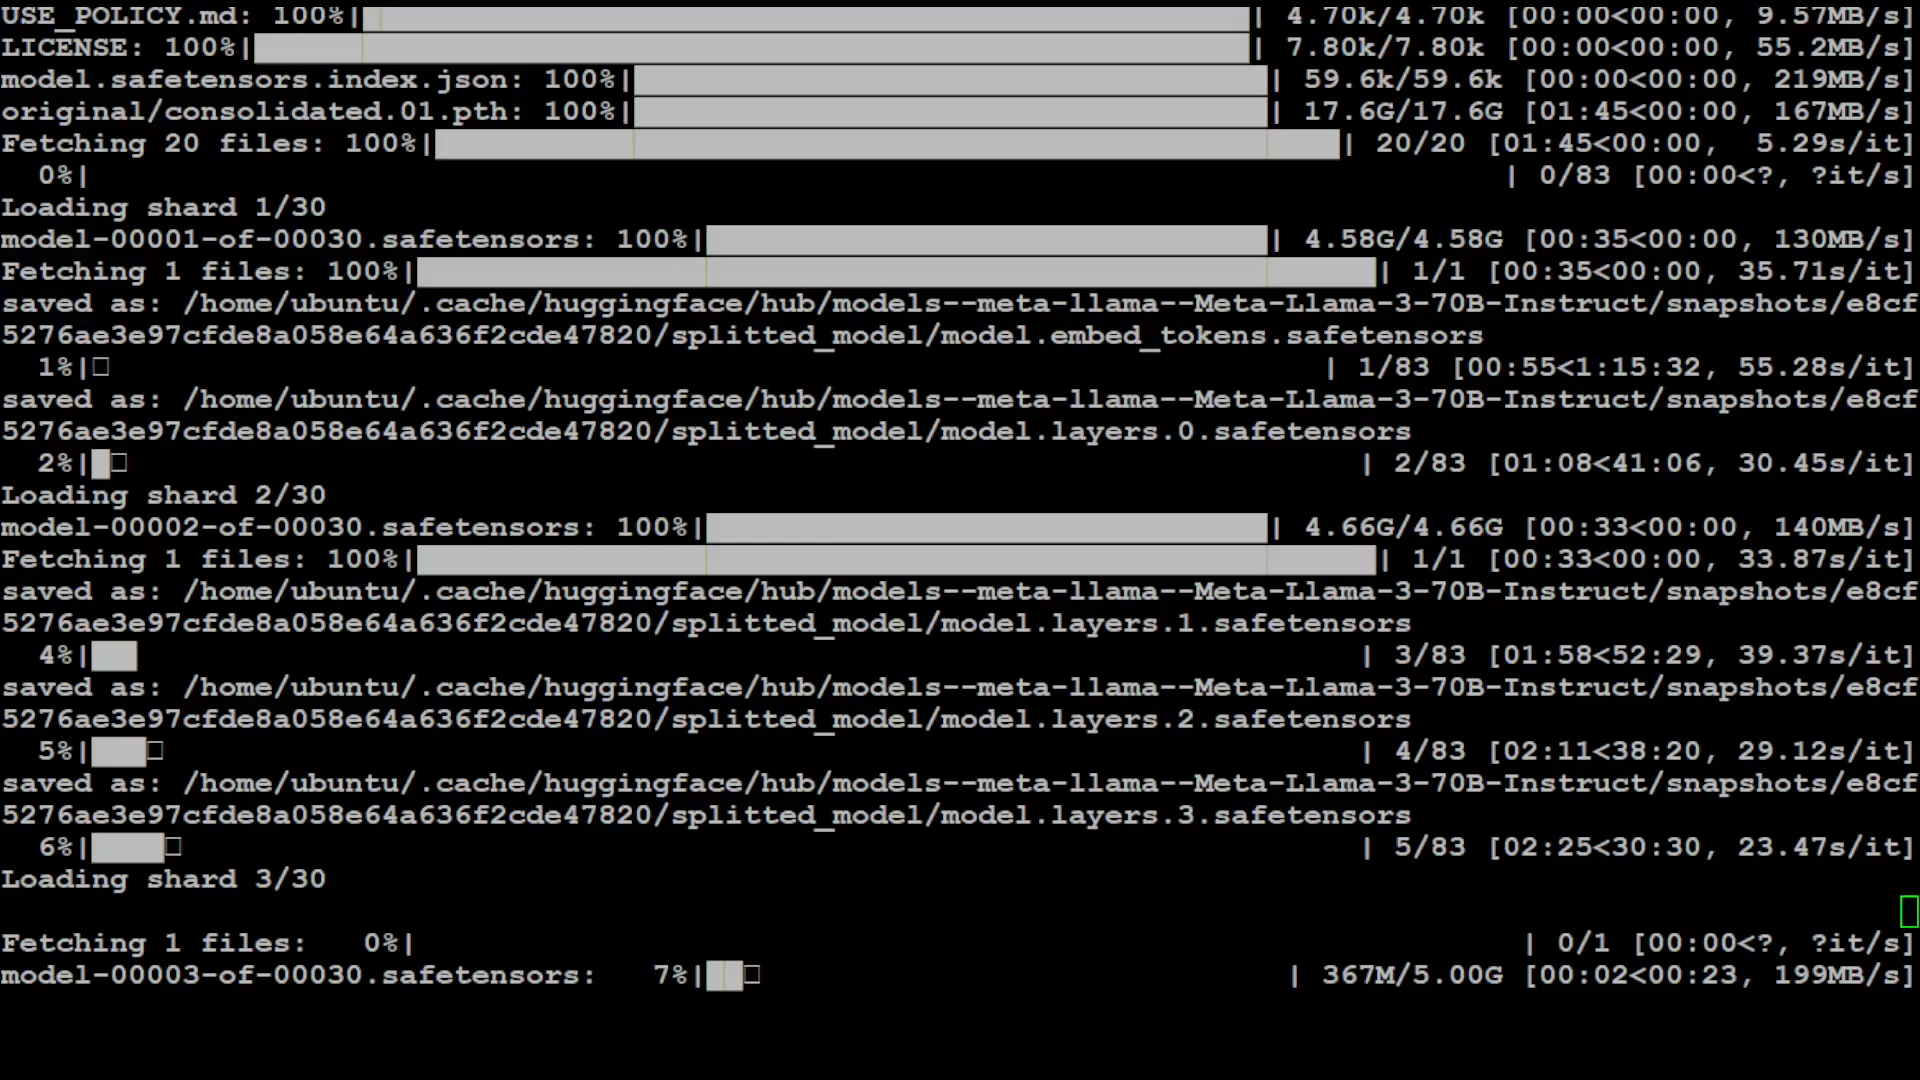 USE_POLICY.md: 100%| | 4.70k/4.70k [00:00<00:00, 9.57MB/s]
LICENSE: 100%| | 7.80k/7.80k [00:00<00:00, 55.2MB/s]
model.safetensors.index.json: 100%| | 59.6k/59.6k [00:00<00:00, 219MB/s]
original/consolidated.01.pth: 100%| | 17.6G/17.6G [01:45<00:00, 167MB/s]
Fetching 20 files: 100%| | 20/20 [01:45<00:00, 5.29s/it]
0%| | 0/83 [00:00<?, ?it/s]
Loading shard 1/30
model-00001-of-00030.safetensors: 100%| | 4.58G/4.58G [00:35<00:00, 130MB/s]
Fetching 1 files: 100%| | 1/1 [00:35<00:00, 35.71s/it]
saved as: /home/ubuntu/.cache/huggingface/hub/models--meta-llama--Meta-Llama-3-70B-Instruct/snapshots/e8cf
5276ae3e97cfde8a058e64a636f2cde47820/splitted_model/model.embed_tokens.safetensors
1%| | 1/83 [00:55<1:15:32, 55.28s/it]
saved as: /home/ubuntu/.cache/huggingface/hub/models--meta-llama--Meta-Llama-3-70B-Instruct/snapshots/e8cf
5276ae3e97cfde8a058e64a636f2cde47820/splitted_model/model.layers.0.safetensors
2%| | 2/83 [01:08<41:06, 30.45s/it]
Loading shard 2/30
model-00002-of-00030.safetensors: 100%| | 4.66G/4.66G [00:33<00:00, 140MB/s]
Fetching 1 files: 100%| | 1/1 [00:33<00:00, 33.87s/it]
saved as: /home/ubuntu/.cache/huggingface/hub/models--meta-llama--Meta-Llama-3-70B-Instruct/snapshots/e8cf
5276ae3e97cfde8a058e64a636f2cde47820/splitted_model/model.layers.1.safetensors
4%| | 3/83 [01:58<52:29, 39.37s/it]
saved as: /home/ubuntu/.cache/huggingface/hub/models--meta-llama--Meta-Llama-3-70B-Instruct/snapshots/e8cf
5276ae3e97cfde8a058e64a636f2cde47820/splitted_model/model.layers.2.safetensors
5%| | 4/83 [02:11<38:20, 29.12s/it]
saved as: /home/ubuntu/.cache/huggingface/hub/models--meta-llama--Meta-Llama-3-70B-Instruct/snapshots/e8cf
5276ae3e97cfde8a058e64a636f2cde47820/splitted_model/model.layers.3.safetensors
6%| | 5/83 [02:25<30:30, 23.47s/it]
Loading shard 3/30
Fetching 1 files: 0%| | 0/1 [00:00<?, ?it/s]
model-00003-of-00030.safetensors: 7%| | 367M/5.00G [00:02<00:23, 199MB/s]